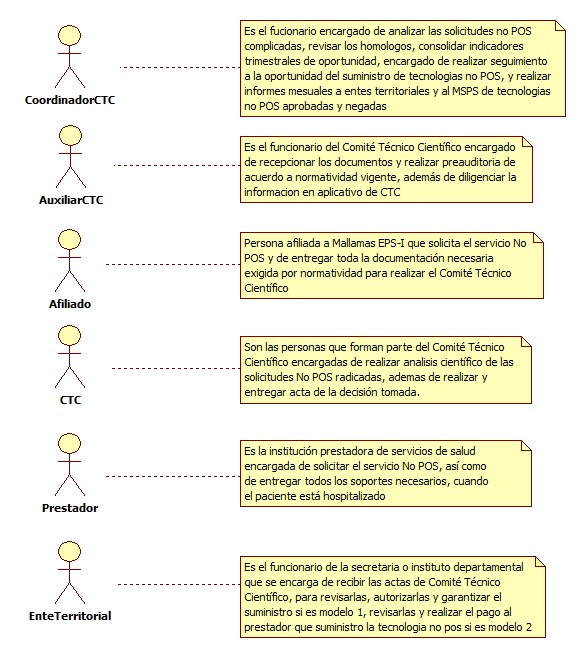 Es el fucionario encargado de analizar las solicitudes no POS
complicadas, revisar los homologos, consolidar indicadores
trimestrales de oportunidad, encargado de realizar seguimiento
a la oportunidad del suministro de tecnologias no POS, y realizar
informes mesuales a entes territoriales y al MSPS de tecnologias
no POS aprobadas y negadas
CoordinadorCTC
Es el funcionario del Comité Técnico Científico encargado
de recepcionar los documentos y realizar preauditoria de
acuerdo a normatividad vigente, además de diligenciar la
informacion en aplicativo de CTC
AuxiliarCTC
Persona afiliada a Mallamas EPS-I que solicita el servicio No
POS y de entregar toda la documentación necesaria
exigida por normatividad para realizar el Comité Técnico
Científico
Afiliado
Son las personas que forman parte del Comité Técnico
Científico encargadas de realizar analisis científico de las
solicitudes No POS radicadas, ademas de realizar y
entregar acta de la decisión tomada.
CTC
Es la institución prestadora de servicios de salud
encargada de solicitar el servicio No POS, así como
de entregar todos los soportes necesarios, cuando
el paciente está hospitalizado
Prestador
Es el funcionario de la secretaria o instituto departamental
que se encarga de recibir las actas de Comité Técnico
Científico, para revisarlas, autorizarlas y garantizar el
suministro si es modelo 1, revisarlas y realizar el pago al
prestador que suministro la tecnologia no pos si es modelo 2
EnteTerritorial